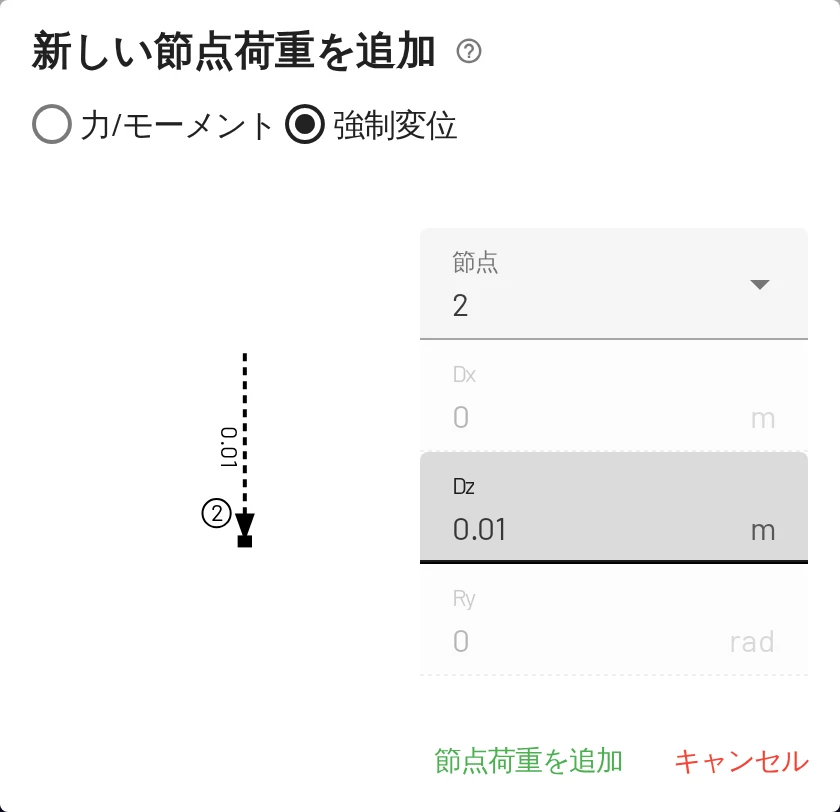 新しい節点荷重を追加
力/モーメント 強制変位
節点
2
Dx
0 m
0.01
2
Dz
0.01 m
Ry
0 rad
節点荷重を追加 キャンセル